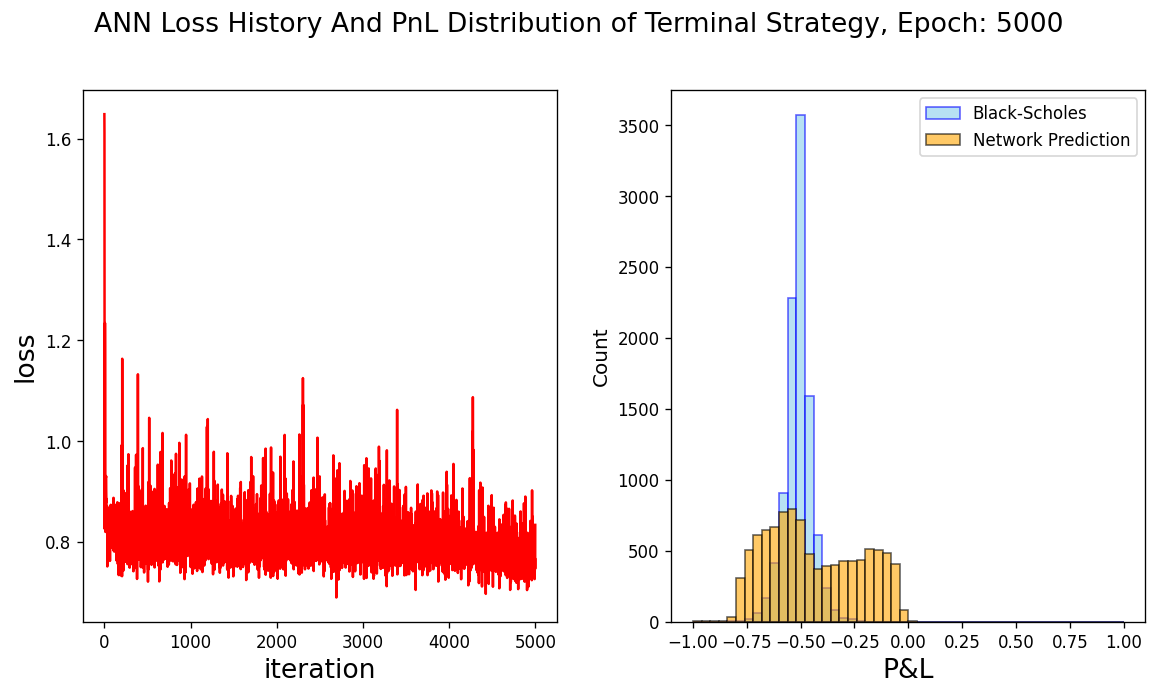 ANN Loss History And PnL Distribution of Terminal Strategy, Epoch: 5000
1.6
1.4
1.2
1.0
0.8
loss
0 1000 2000 3000 4000 5000
iteration
3500
3000
2500
2000
1500
1000
500
0
Count
Black-Scholes
Network Prediction
−1.00 −0.75 −0.50 −0.25 0.00 0.25 0.50 0.75 1.00
P&L